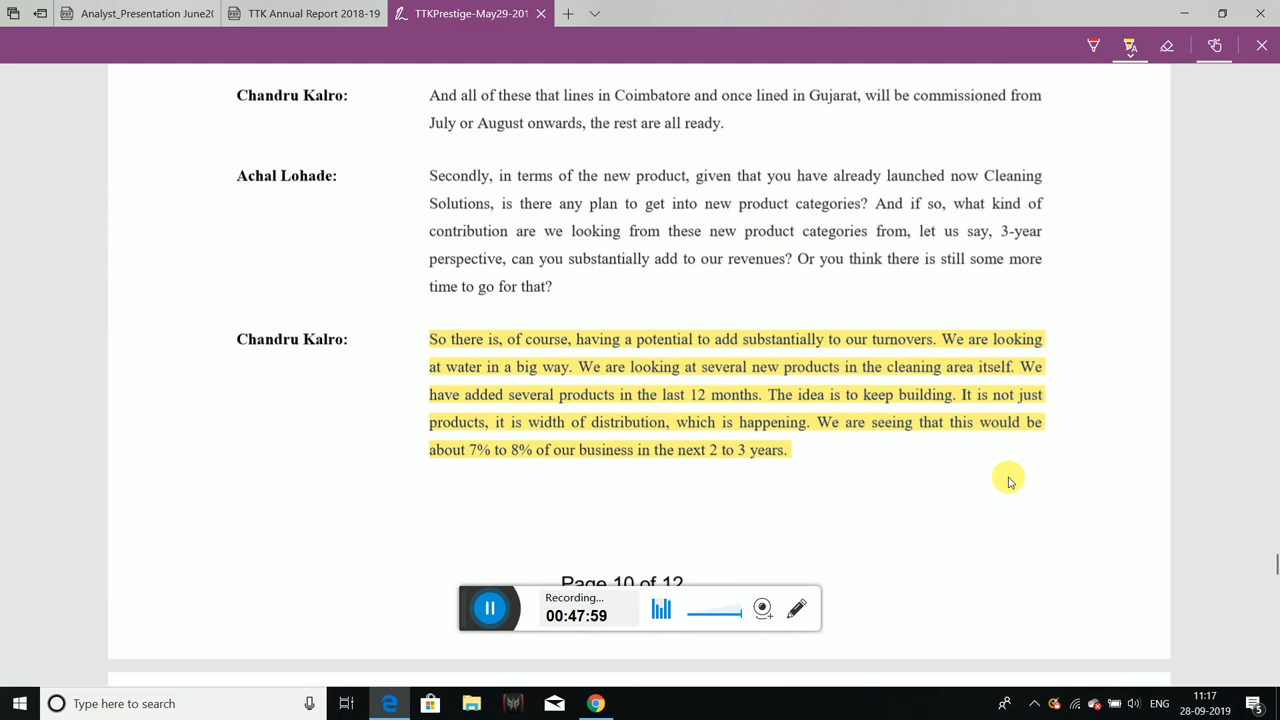 Analyst_Presentation June20
TTK Annual Report 2018-19
TTKPrestige-May29-201
Chandru Kalro: And all of these that lines in Coimbatore and once lined in Gujarat, will be commissioned from
July or August onwards, the rest are all ready.
Achal Lohade: Secondly, in terms of the new product, given that you have already launched now Cleaning
Solutions, is there any plan to get into new product categories? And if so, what kind of
contribution are we looking from these new product categories from, let us say, 3-year
perspective, can you substantially add to our revenues? Or you think there is still some more
time to go for that?
Chandru Kalro: So there is, of course, having a potential to add substantially to our turnovers. We are looking
at water in a big way. We are looking at several new products in the cleaning area itself. We
have added several products in the last 12 months. The idea is to keep building. It is not just
products, it is width of distribution, which is happening. We are seeing that this would be
about 7% to 8% of our business in the next 2 to 3 years.
Page 10 of 12
Recording...
00:47:59
Type here to search
ENG
11:17
28-09-2019
5